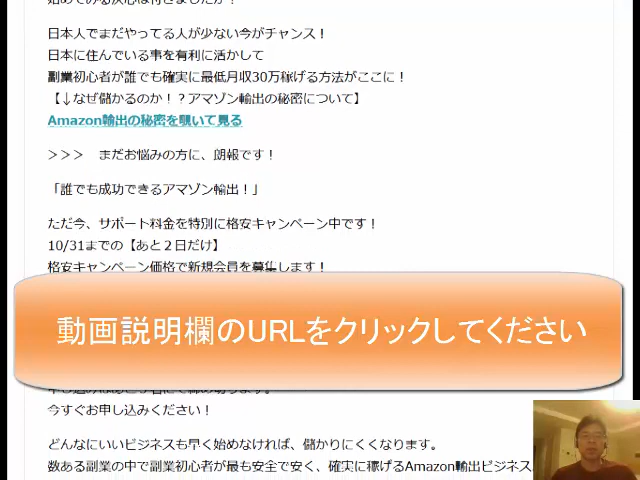 日本人でまだやってる人が少ない今がチャンス！
日本に住んでいる事を有利に活かして
副業初心者が誰でも確実に最低月収30万稼げる方法がここに！
【↓なぜ儲かるのか！？アマゾン輸出の秘密について】
Amazon輸出の秘密を覗いて見る
>>>　まだお悩みの方に、朗報です！
「誰でも成功できるアマゾン輸出！」
ただ今、サポート料金を特別に格安キャンペーン中です！
10/31までの【あと２日だけ】
格安キャンペーン価格で新規会員を募集します！
動画説明欄のURLをクリックしてください
今すぐお申し込みください！
どんなにいいビジネスも早く始めなければ、儲かりにくくなります。
数ある副業の中で副業初心者が最も安全で安く、確実に稼げるAmazon輸出ビジネス